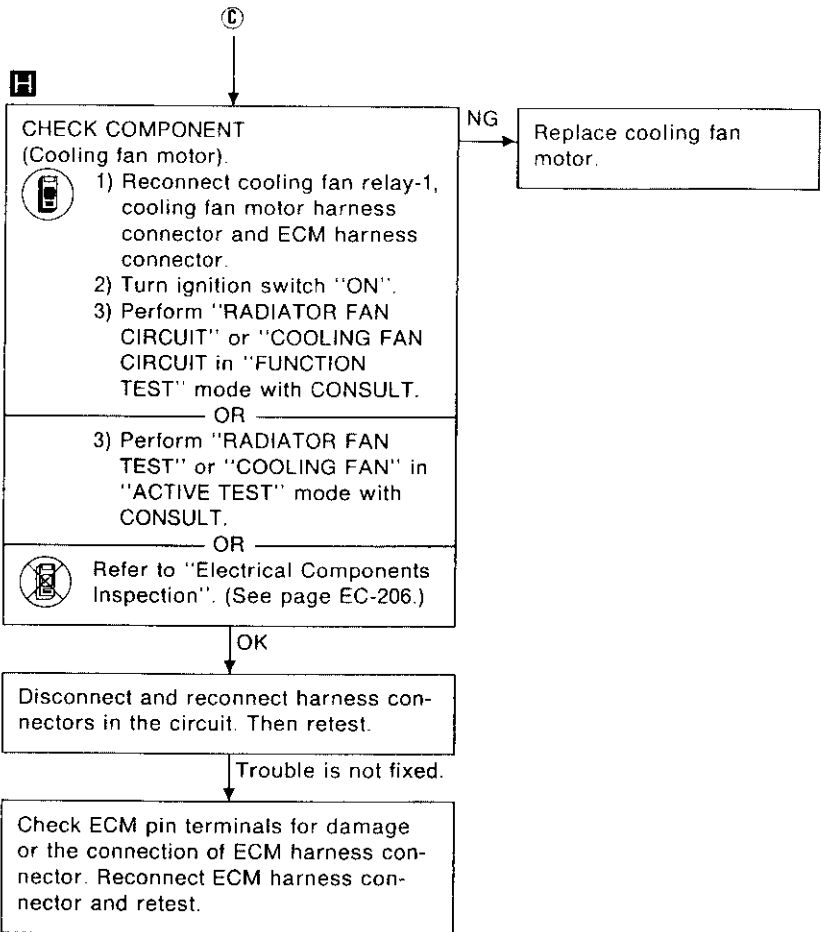 C
H
CHECK COMPONENT
(Cooling fan motor).
1) Reconnect cooling fan relay-1,
cooling fan motor harness
connector and ECM harness
connector.
2) Turn ignition switch "ON".
3) Perform "RADIATOR FAN
CIRCUIT" or "COOLING FAN
CIRCUIT in "FUNCTION
TEST" mode with CONSULT.
OR
3) Perform "RADIATOR FAN
TEST" or "COOLING FAN" in
"ACTIVE TEST" mode with
CONSULT.
OR
Refer to "Electrical Components
Inspection". (See page EC-206.)
NG
Replace cooling fan
motor.
OK
Disconnect and reconnect harness con-
nectors in the circuit. Then retest.
Trouble is not fixed.
Check ECM pin terminals for damage
or the connection of ECM harness con-
nector. Reconnect ECM harness con-
nector and retest.